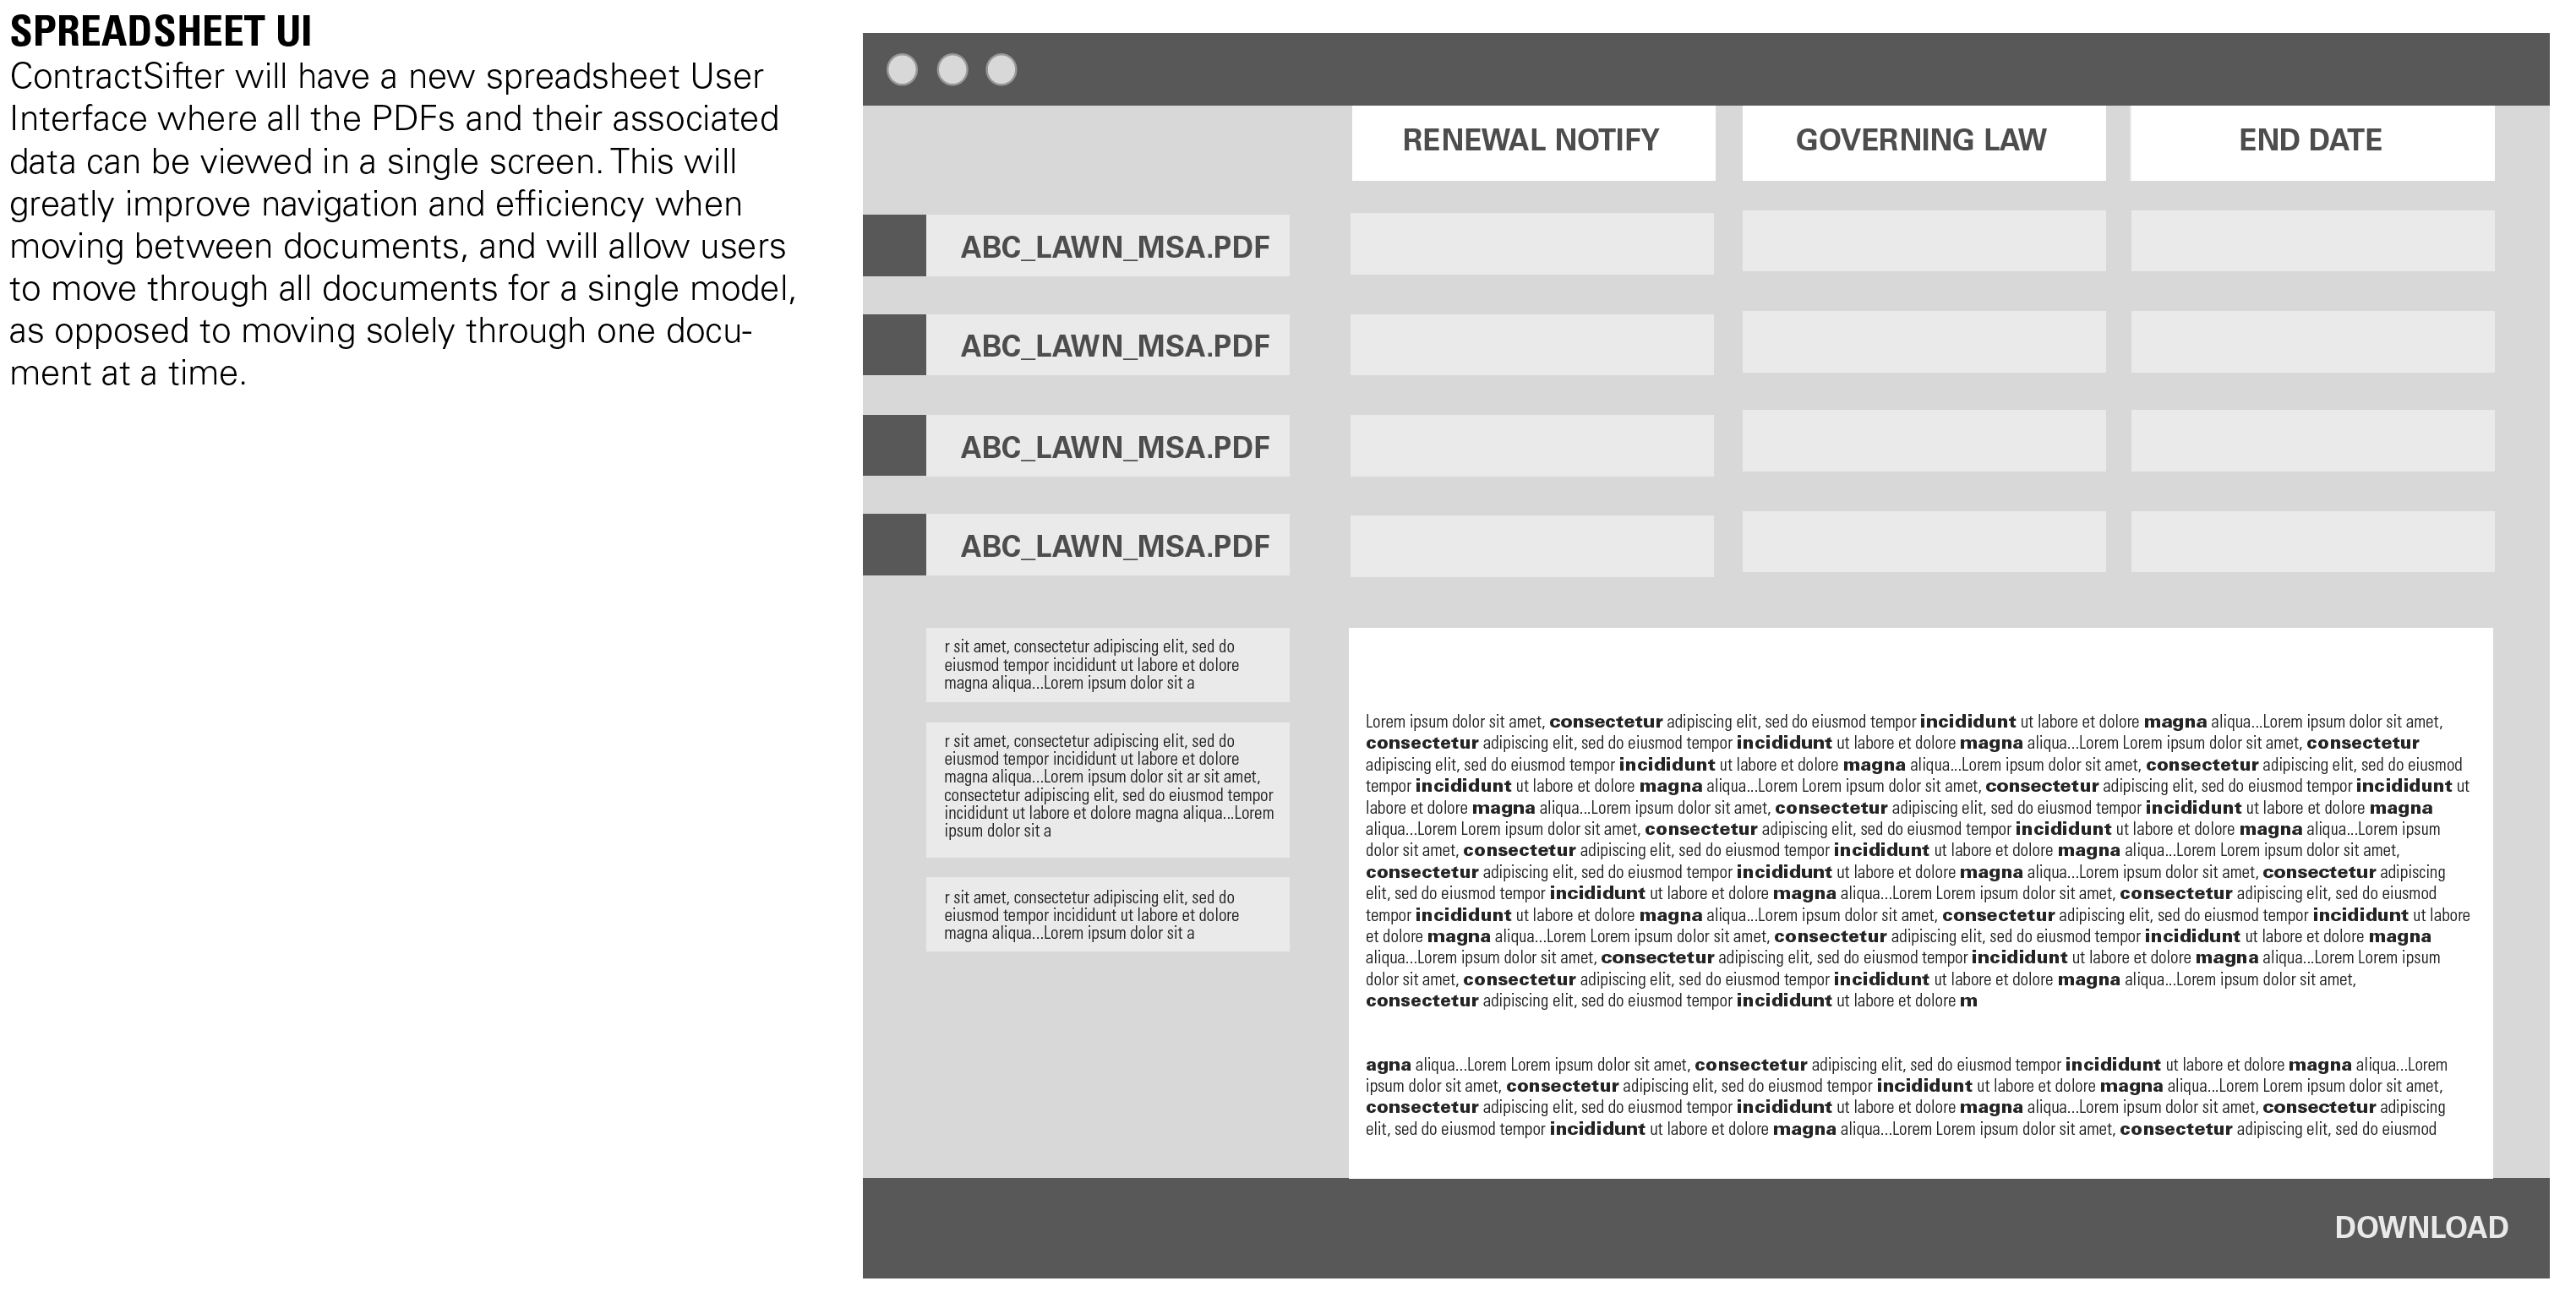 SPREADSHEET UI
ContractSifter will have a new spreadsheet User
Interface where all the PDFs and their associated
data can be viewed in a single screen. This will
greatly improve navigation and efficiency when
moving between documents, and will allow users
to move through all documents for a single model,
as opposed to moving solely through one docu-
ment at a time.
RENEWAL NOTIFY
GOVERNING LAW
END DATE
ABC_LAWN_MSA.PDF
ABC_LAWN_MSA.PDF
ABC_LAWN_MSA.PDF
ABC_LAWN_MSA.PDF
r sit amet, consectetur adipiscing elit, sed do
eiusmod tempor incididunt ut labore et dolore
magna aliqua...Lorem ipsum dolor sit a
r sit amet, consectetur adipiscing elit, sed do
eiusmod tempor incididunt ut labore et dolore
magna aliqua...Lorem ipsum dolor sit ar sit amet,
consectetur adipiscing elit, sed do eiusmod tempor
incididunt ut labore et dolore magna aliqua...Lorem
ipsum dolor sit a
r sit amet, consectetur adipiscing elit, sed do
eiusmod tempor incididunt ut labore et dolore
magna aliqua...Lorem ipsum dolor sit a
Lorem ipsum dolor sit amet, consectetur adipiscing elit, sed do eiusmod tempor incididunt ut labore et dolore magna aliqua...Lorem ipsum dolor sit amet,
consectetur adipiscing elit, sed do eiusmod tempor incididunt ut labore et dolore magna aliqua...Lorem Lorem ipsum dolor sit amet, consectetur
adipiscing elit, sed do eiusmod tempor incididunt ut labore et dolore magna aliqua...Lorem ipsum dolor sit amet, consectetur adipiscing elit, sed do eiusmod
tempor incididunt ut labore et dolore magna aliqua...Lorem Lorem ipsum dolor sit amet, consectetur adipiscing elit, sed do eiusmod tempor incididunt ut
labore et dolore magna aliqua...Lorem ipsum dolor sit amet, consectetur adipiscing elit, sed do eiusmod tempor incididunt ut labore et dolore magna
aliqua...Lorem Lorem ipsum dolor sit amet, consectetur adipiscing elit, sed do eiusmod tempor incididunt ut labore et dolore magna aliqua...Lorem ipsum
dolor sit amet, consectetur adipiscing elit, sed do eiusmod tempor incididunt ut labore et dolore magna aliqua...Lorem Lorem ipsum dolor sit amet,
consectetur adipiscing elit, sed do eiusmod tempor incididunt ut labore et dolore magna aliqua...Lorem ipsum dolor sit amet, consectetur adipiscing
elit, sed do eiusmod tempor incididunt ut labore et dolore magna aliqua...Lorem Lorem ipsum dolor sit amet, consectetur adipiscing elit, sed do eiusmod
tempor incididunt ut labore et dolore magna aliqua...Lorem ipsum dolor sit amet, consectetur adipiscing elit, sed do eiusmod tempor incididunt ut labore
et dolore magna aliqua...Lorem Lorem ipsum dolor sit amet, consectetur adipiscing elit, sed do eiusmod tempor incididunt ut labore et dolore magna
aliqua...Lorem ipsum dolor sit amet, consectetur adipiscing elit, sed do eiusmod tempor incididunt ut labore et dolore magna aliqua...Lorem Lorem ipsum
dolor sit amet, consectetur adipiscing elit, sed do eiusmod tempor incididunt ut labore et dolore magna aliqua...Lorem ipsum dolor sit amet,
consectetur adipiscing elit, sed do eiusmod tempor incididunt ut labore et dolore m
agna aliqua...Lorem Lorem ipsum dolor sit amet, consectetur adipiscing elit, sed do eiusmod tempor incididunt ut labore et dolore magna aliqua...Lorem
ipsum dolor sit amet, consectetur adipiscing elit, sed do eiusmod tempor incididunt ut labore et dolore magna aliqua...Lorem Lorem ipsum dolor sit amet,
consectetur adipiscing elit, sed do eiusmod tempor incididunt ut labore et dolore magna aliqua...Lorem ipsum dolor sit amet, consectetur adipiscing
elit, sed do eiusmod tempor incididunt ut labore et dolore magna aliqua...Lorem Lorem ipsum dolor sit amet, consectetur adipiscing elit, sed do eiusmod
DOWNLOAD